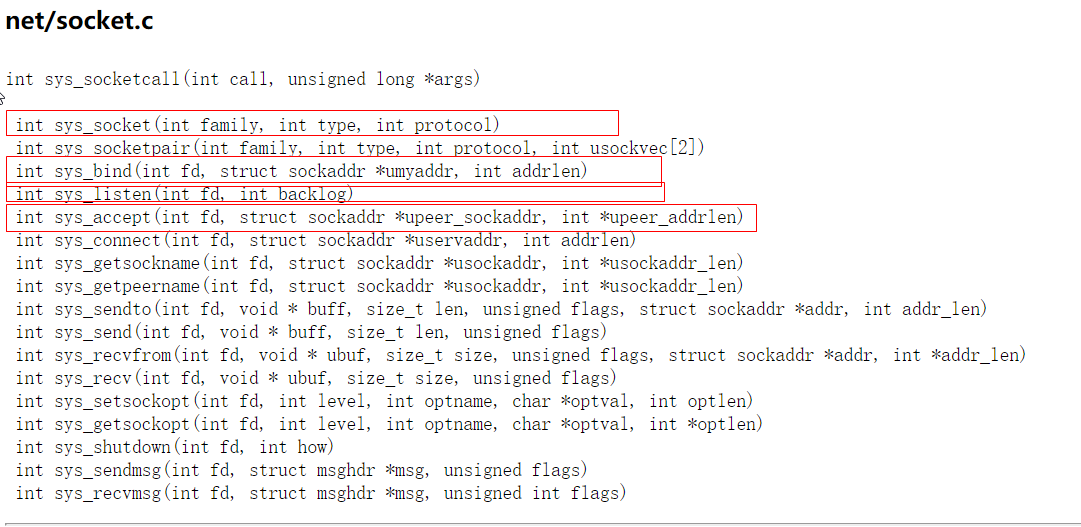 net/socket.c
int sys_socketcall(int call, unsigned long *args)
int sys_socket(int family, int type, int protocol)
int sys_socketpair(int family, int type, int protocol, int usockvec[2])
int sys_bind(int fd, struct sockaddr *umyaddr, int addrlen)
int sys_listen(int fd, int backlog)
int sys_accept(int fd, struct sockaddr *upeer_sockaddr, int *upeer_addrlen)
int sys_connect(int fd, struct sockaddr *uservaddr, int addrlen)
int sys_getsockname(int fd, struct sockaddr *usockaddr, int *usockaddr_len)
int sys_getpeername(int fd, struct sockaddr *usockaddr, int *usockaddr_len)
int sys_sendto(int fd, void * buff, size_t len, unsigned flags, struct sockaddr *addr, int addr_len)
int sys_send(int fd, void * buff, size_t len, unsigned flags)
int sys_recvfrom(int fd, void * ubuf, size_t size, unsigned flags, struct sockaddr *addr, int *addr_len)
int sys_recv(int fd, void * ubuf, size_t size, unsigned flags)
int sys_setsockopt(int fd, int level, int optname, char *optval, int optlen)
int sys_getsockopt(int fd, int level, int optname, char *optval, int *optlen)
int sys_shutdown(int fd, int how)
int sys_sendmsg(int fd, struct msghdr *msg, unsigned flags)
int sys_recvmsg(int fd, struct msghdr *msg, unsigned int flags)